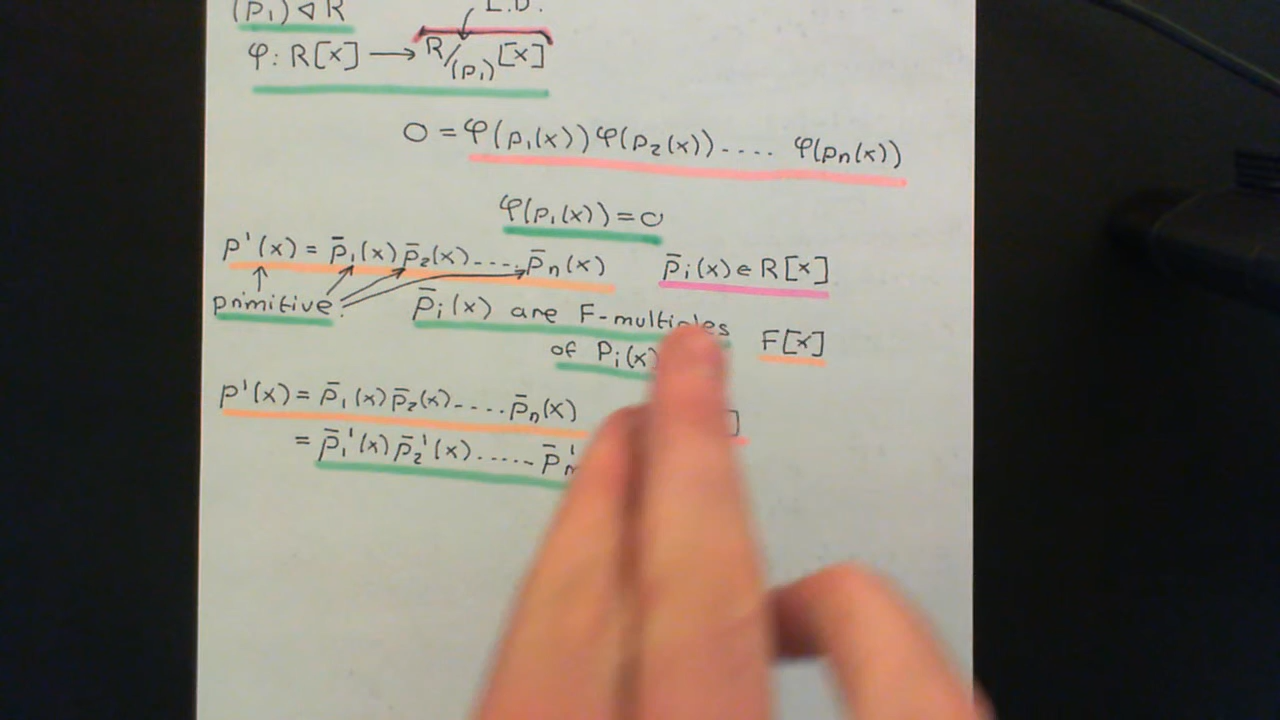 (p₁) ◁ R
φ: R[x] → R/(p₁) [x]
0 = φ(p₁(x)) φ(p₂(x)) .... φ(pₙ(x))
φ(p₁(x)) = 0
p'(x) = p̄₁(x) p̄₂(x) ..... p̄ₙ(x) p̄ᵢ(x) ∈ R[x]
primitive. p̄ᵢ(x) are F-multiples
of Pᵢ(x) F[x]
p'(x) = p̄₁(x) p̄₂(x) ..... p̄ₙ(x)
= p̄₁'(x) p̄₂'(x) ......